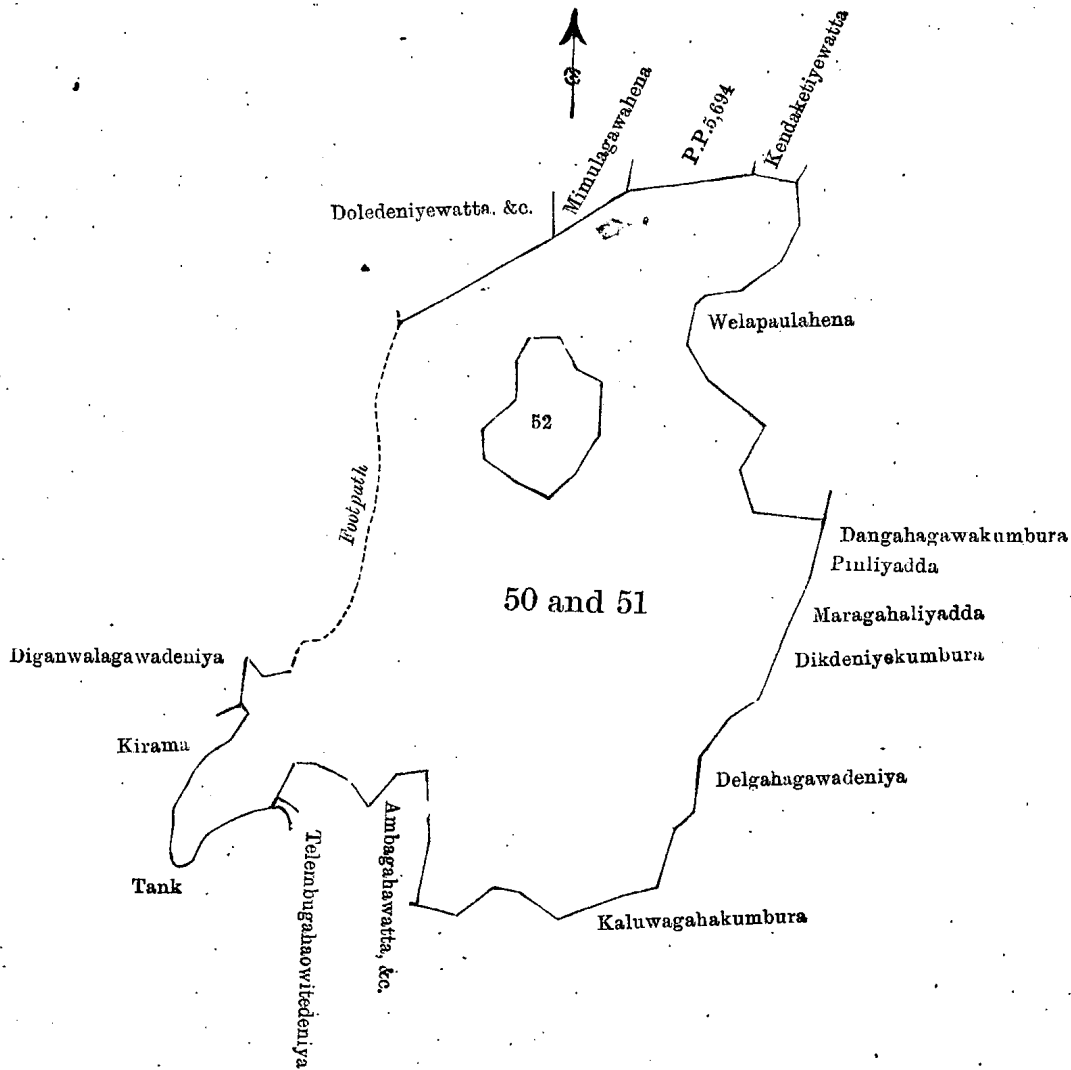 Kendaketiyewatta
P.P. 5,694
Mimulagawahena
Doledeniyewatta, &c.
Welapaulahena
52
Footpath
Dangahagawakumbura
50 and 51
Maragahaliyadda
Diganwalagawadeniya
Dikdeniyekumbura
Kirama
Delgahagawadeniya
Tank
Telembugahaowitedeniya
Ambagahawatta, &c.
Kaluwagahakumbura